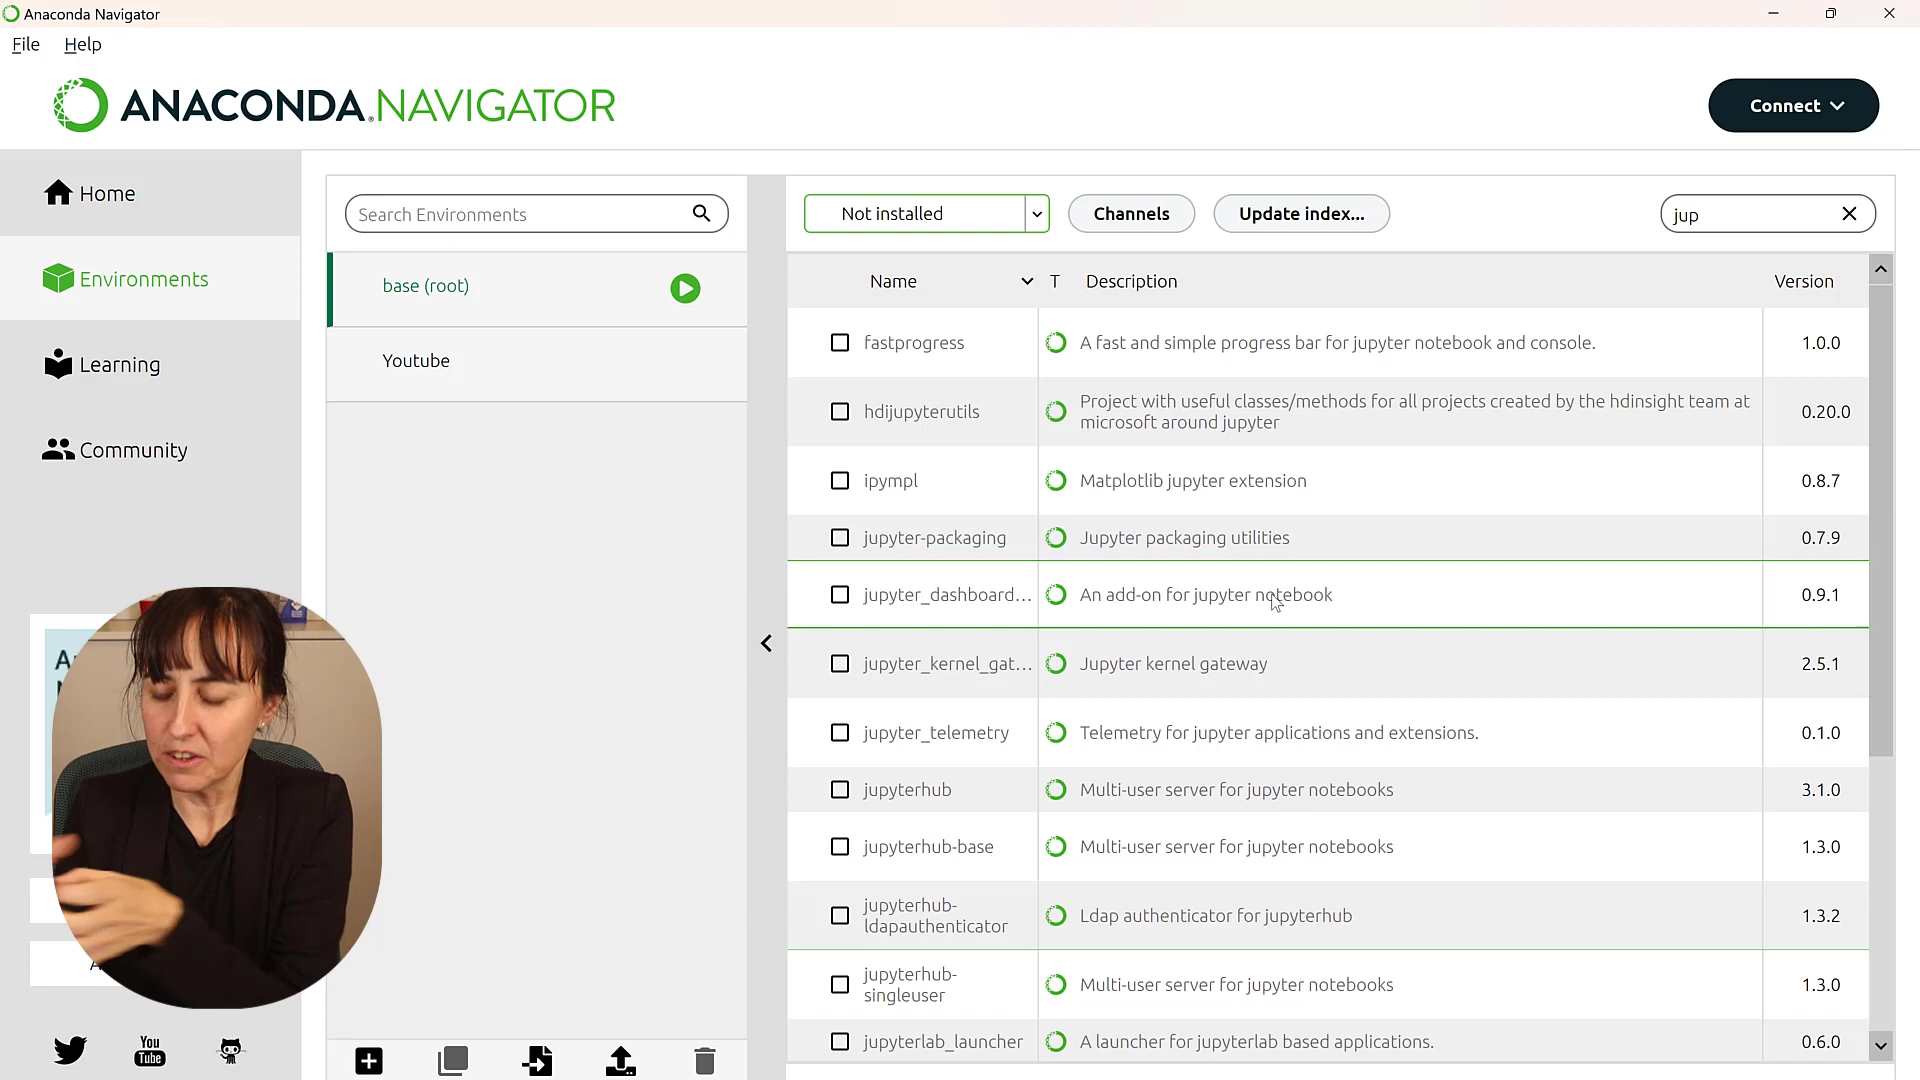 Anaconda Navigator
File Help
ANACONDA.NAVIGATOR
Connect
Home
Environments
Learning
Community
Search Environments
base (root)
Youtube
Not installed
Channels
Update index...
jup
Name T Description Version
fastprogress A fast and simple progress bar for jupyter notebook and console. 1.0.0
hdijupyterutils Project with useful classes/methods for all projects created by the hdinsight team at
microsoft around jupyter 0.20.0
ipympl Matplotlib jupyter extension 0.8.7
jupyter-packaging Jupyter packaging utilities 0.7.9
jupyter_dashboard... An add-on for jupyter notebook 0.9.1
jupyter_kernel_gat... Jupyter kernel gateway 2.5.1
jupyter_telemetry Telemetry for jupyter applications and extensions. 0.1.0
jupyterhub Multi-user server for jupyter notebooks 3.1.0
jupyterhub-base Multi-user server for jupyter notebooks 1.3.0
jupyterhub-
ldapauthenticator Ldap authenticator for jupyterhub 1.3.2
jupyterhub-
singleuser Multi-user server for jupyter notebooks 1.3.0
jupyterlab_launcher A launcher for jupyterlab based applications. 0.6.0
You
Tube